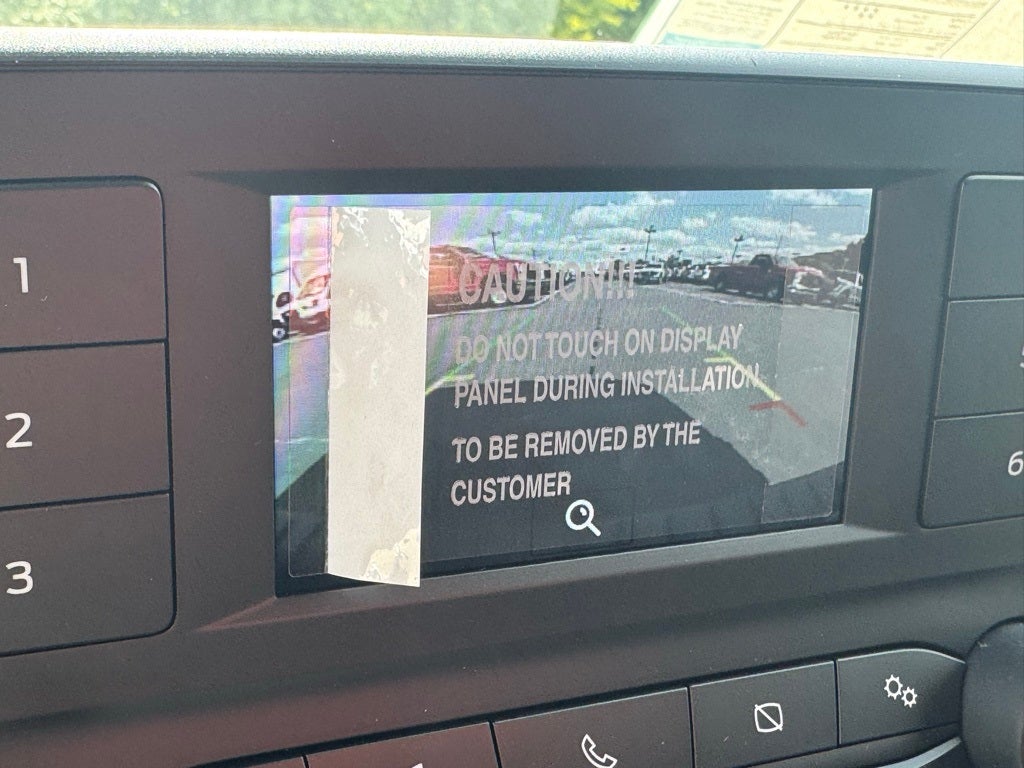 CAUTION!!!
DO NOT TOUCH ON DISPLAY
PANEL DURING INSTALLATION
TO BE REMOVED BY THE
CUSTOMER
1
2
3
6